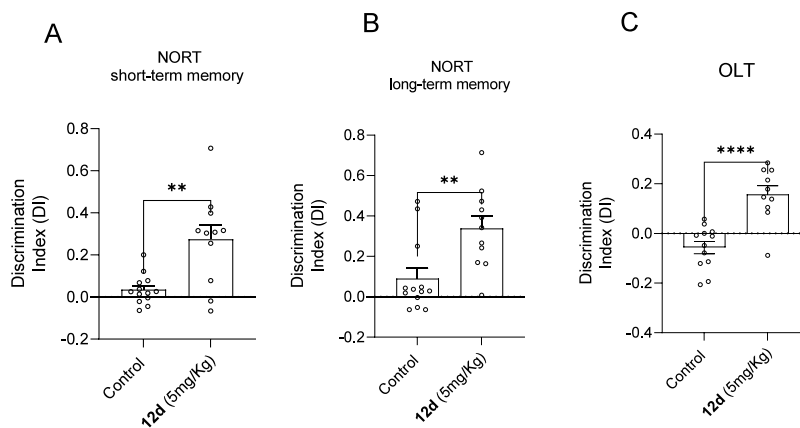 A
NORT
short-term memory
Discrimination
Index (DI)
0.8
0.6
0.4
0.2
0.0
-0.2
**
Control
12d (5mg/Kg)
B
NORT
long-term memory
Discrimination
Index (DI)
0.8
0.6
0.4
0.2
0.0
-0.2
**
Control
12d (5mg/Kg)
C
OLT
Discrimination
Index (DI)
0.4
0.2
0.0
-0.2
-0.4
****
Control
12d (5mg/Kg)